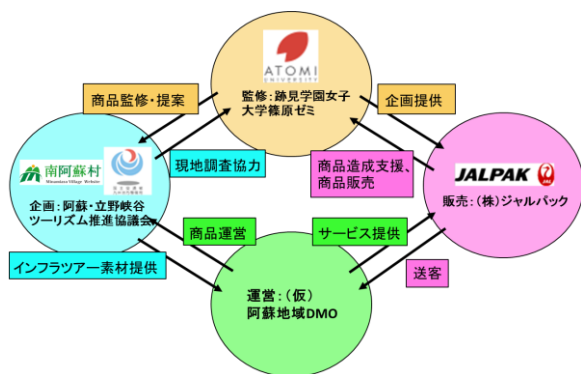 ATOMI
UNIVERSITY
監修:跡見学園女子
大学篠原ゼミ
商品監修・提案
企画提供
現地調査協力
商品造成支援、
商品販売
南阿蘇村
Minamiaso Village Website
企画:阿蘇・立野峡谷
ツーリズム推進協議会
JALPAK
JAL
販売:(株)ジャルパック
商品運営
サービス提供
インフラツアー素材提供
送客
運営:(仮)
阿蘇地域DMO